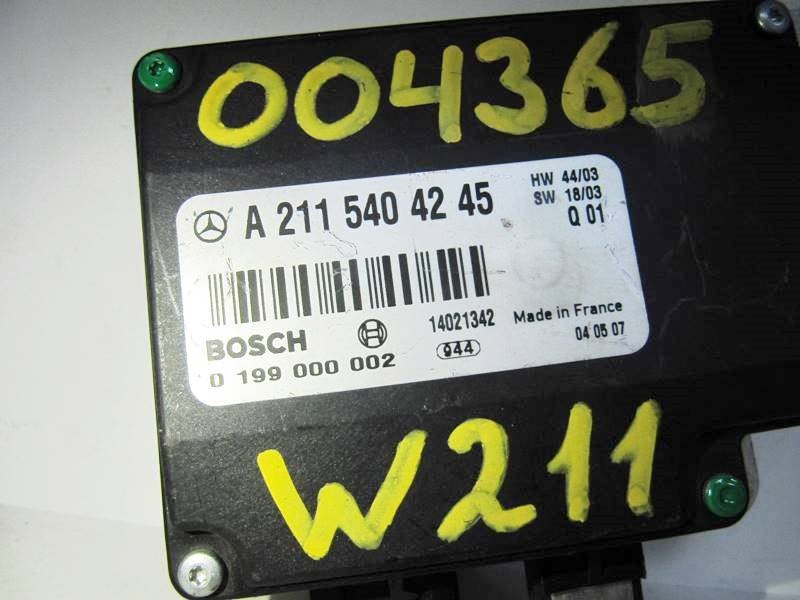 004365
A 211 540 42 45
HW 44/03
SW 18/03
Q 01
14021342
Made in France
BOSCH
944
04 05 07
0 199 000 002
W211